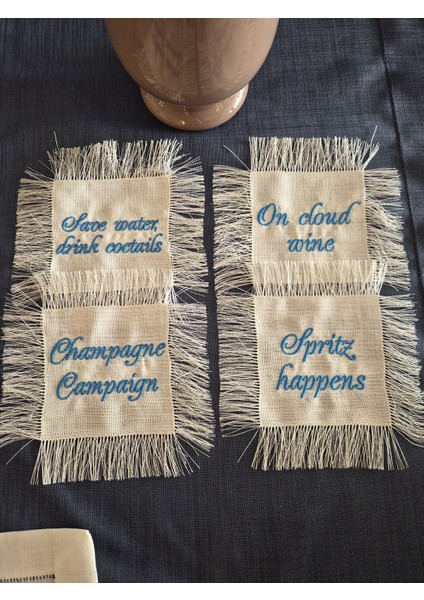 Save water,
drink coctails
On cloud
wine
Champagne
Campaign
Spritz
happens